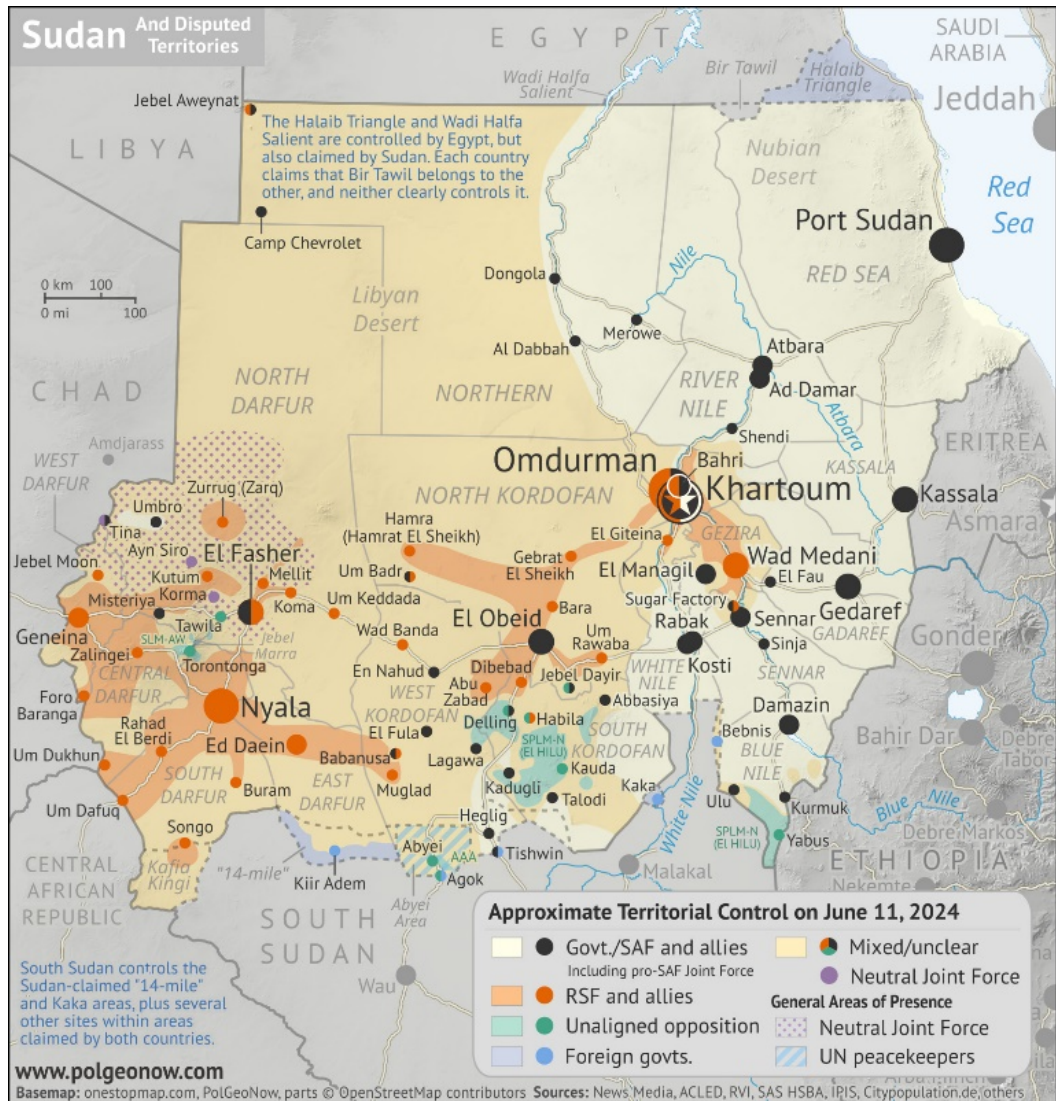 Sudan And Disputed
Territories
EGYPT
SAUDI
ARABIA
Wadi Halfa
Salient
Bir Tawil
Halaib
Triangle
Jeddah
Jebel Aweynat
LIBYA
The Halaib Triangle and Wadi Halfa
Salient are controlled by Egypt, but
also claimed by Sudan. Each country
claims that Bir Tawil belongs to the
other, and neither clearly controls it.
Nubian
Desert
Red
Sea
Camp Chevrolet
Port Sudan
Dongola
Nile
RED SEA
0 km 100
0 mi 100
Libyan
Desert
Merowe
Al Dabbah
Atbara
CHAD
NORTH
DARFUR
NORTHERN
RIVER
NILE
Ad-Damar
Atbara
Amdjarass
Shendi
ERITREA
WEST
DARFUR
Omdurman
Bahri
KASSALA
Zurrug (Zarq)
NORTH KORDOFAN
Khartoum
Kassala
Asmara
Umbro
Tina
Hamra
(Hamrat El Sheikh)
El Giteina
GEZIRA
Ayn Siro
El Fasher
Gebrat
El Sheikh
Wad Medani
Jebel Moon
Kutum
Mellit
Um Badr
El Managil
El Fau
Misteriya
Korma
Koma
Um Keddada
Bara
Sugar Factory
Gedaref
Tawila
El Obeid
Rabak
Sennar
GADAREF
Geneina
SLM-AW
Jebel
Marra
Wad Banda
Um
Rawaba
Sinja
Gonder
Zalingei
Torontonga
En Nahud
Dibebad
WHITE
NILE
Kosti
SENNAR
CENTRAL
DARFUR
WEST
KORDOFAN
Abu
Zabad
Jebel Dayir
Foro
Baranga
Nyala
Abbasiya
Damazin
Delling
Habila
Rahad
El Berdi
Ed Daein
El Fula
SOUTH
KORDOFAN
Bebnis
Bahir Dar
Debre
Tabor
Um Dukhun
Babanusa
Lagawa
SPLM-N
(El HILU)
BLUE
NILE
Kauda
SOUTH
DARFUR
EAST
DARFUR
Muglad
Kadugli
Kaka
Ulu
Kurmuk
Buram
Talodi
White Nile
Blue Nile
Um Dafuq
Heglig
SPLM-N
(El HILU)
Yabus
Debre Markos
Songo
Abyei
AAA
Tishwin
Malakal
ETHIOPIA
CENTRAL
AFRICAN
REPUBLIC
Kafia
Kingi
"14-mile"
Kiir Adem
Agok
Nekemte
Abyei
Area
SOUTH
SUDAN
Wau
Approximate Territorial Control on June 11, 2024
Govt./SAF and allies
Including pro-SAF Joint Force
RSF and allies
Unaligned opposition
Foreign govts.
Mixed/unclear
Neutral Joint Force
General Areas of Presence
Neutral Joint Force
UN peacekeepers
South Sudan controls the
Sudan-claimed "14-mile"
and Kaka areas, plus several
other sites within areas
claimed by both countries.
www.polgeonow.com
Basemap: onestopmap.com, PolGeoNow, parts © OpenStreetMap contributors Sources: News Media, ACLED, RVI, SAS HSBA, IPIS, Citypopulation.de, others